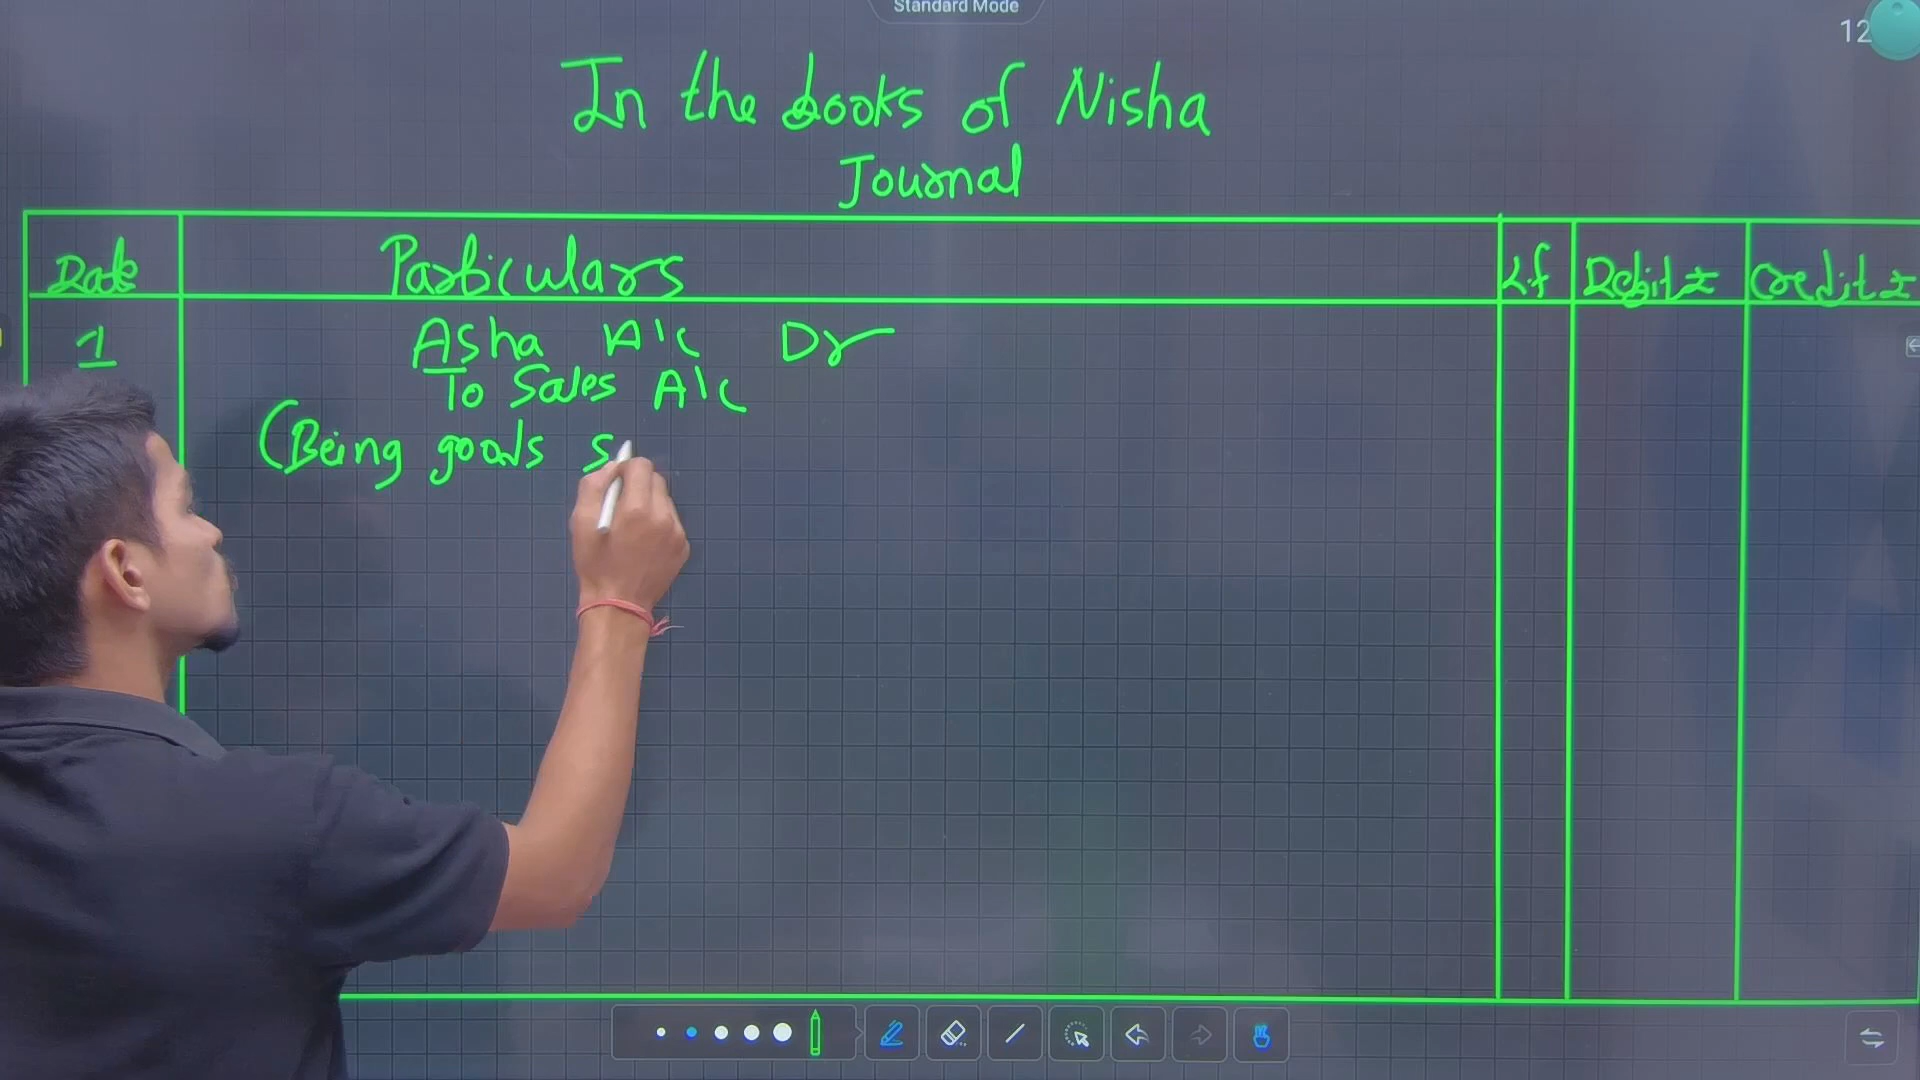 Standard Mode
12
In the books of Nisha
Journal
Date Particulars L.f Debit ₹ Credit ₹
1 Asha A/c Dr
To Sales A/c
(Being goods s